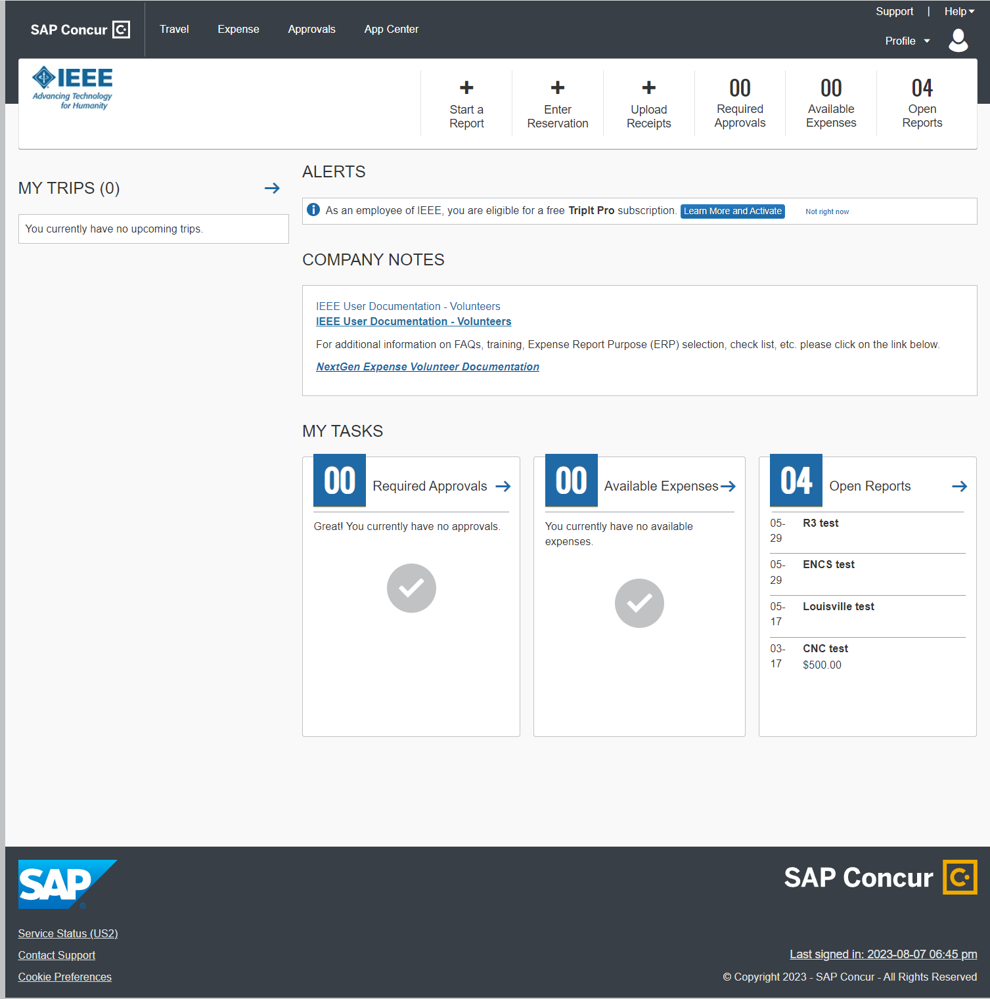 Support | Help
SAP Concur C
Travel
Expense
Approvals
App Center
Profile
IEEE
Advancing Technology
for Humanity
+
Start a
Report
+
Enter
Reservation
+
Upload
Receipts
00
Required
Approvals
00
Available
Expenses
04
Open
Reports
MY TRIPS (0)
You currently have no upcoming trips.
ALERTS
As an employee of IEEE, you are eligible for a free TripIt Pro subscription. Learn More and Activate Not right now
COMPANY NOTES
IEEE User Documentation - Volunteers
IEEE User Documentation - Volunteers
For additional information on FAQs, training, Expense Report Purpose (ERP) selection, check list, etc. please click on the link below.
NextGen Expense Volunteer Documentation
MY TASKS
00 Required Approvals
Great! You currently have no approvals.
00 Available Expenses
You currently have no available
expenses.
04 Open Reports
05-29 R3 test
05-29 ENCS test
05-17 Louisville test
03-17 CNC test
$500.00
SAP®
Service Status (US2)
Contact Support
Cookie Preferences
SAP Concur C
Last signed in: 2023-08-07 06:45 pm
© Copyright 2023 - SAP Concur - All Rights Reserved